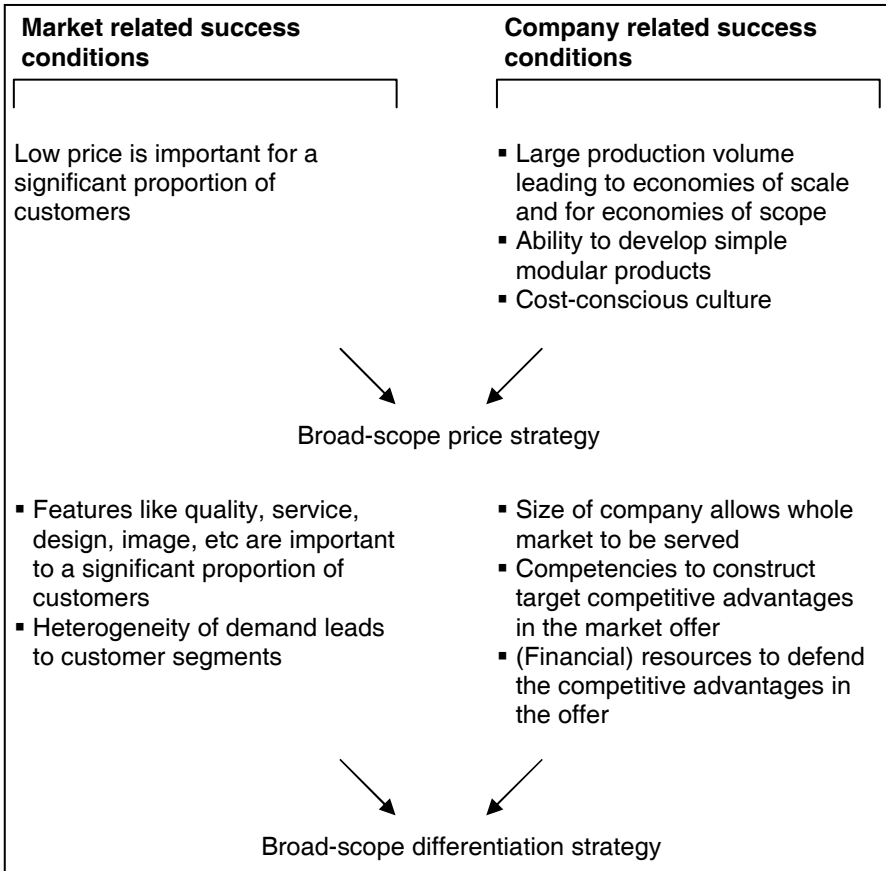 Market related success
conditions
Company related success
conditions
Low price is important for a
significant proportion of
customers
▪ Large production volume
leading to economies of scale
and for economies of scope
▪ Ability to develop simple
modular products
▪ Cost-conscious culture
Broad-scope price strategy
▪ Features like quality, service,
design, image, etc are important
to a significant proportion of
customers
▪ Heterogeneity of demand leads
to customer segments
▪ Size of company allows whole
market to be served
▪ Competencies to construct
target competitive advantages
in the market offer
▪ (Financial) resources to defend
the competitive advantages in
the offer
Broad-scope differentiation strategy